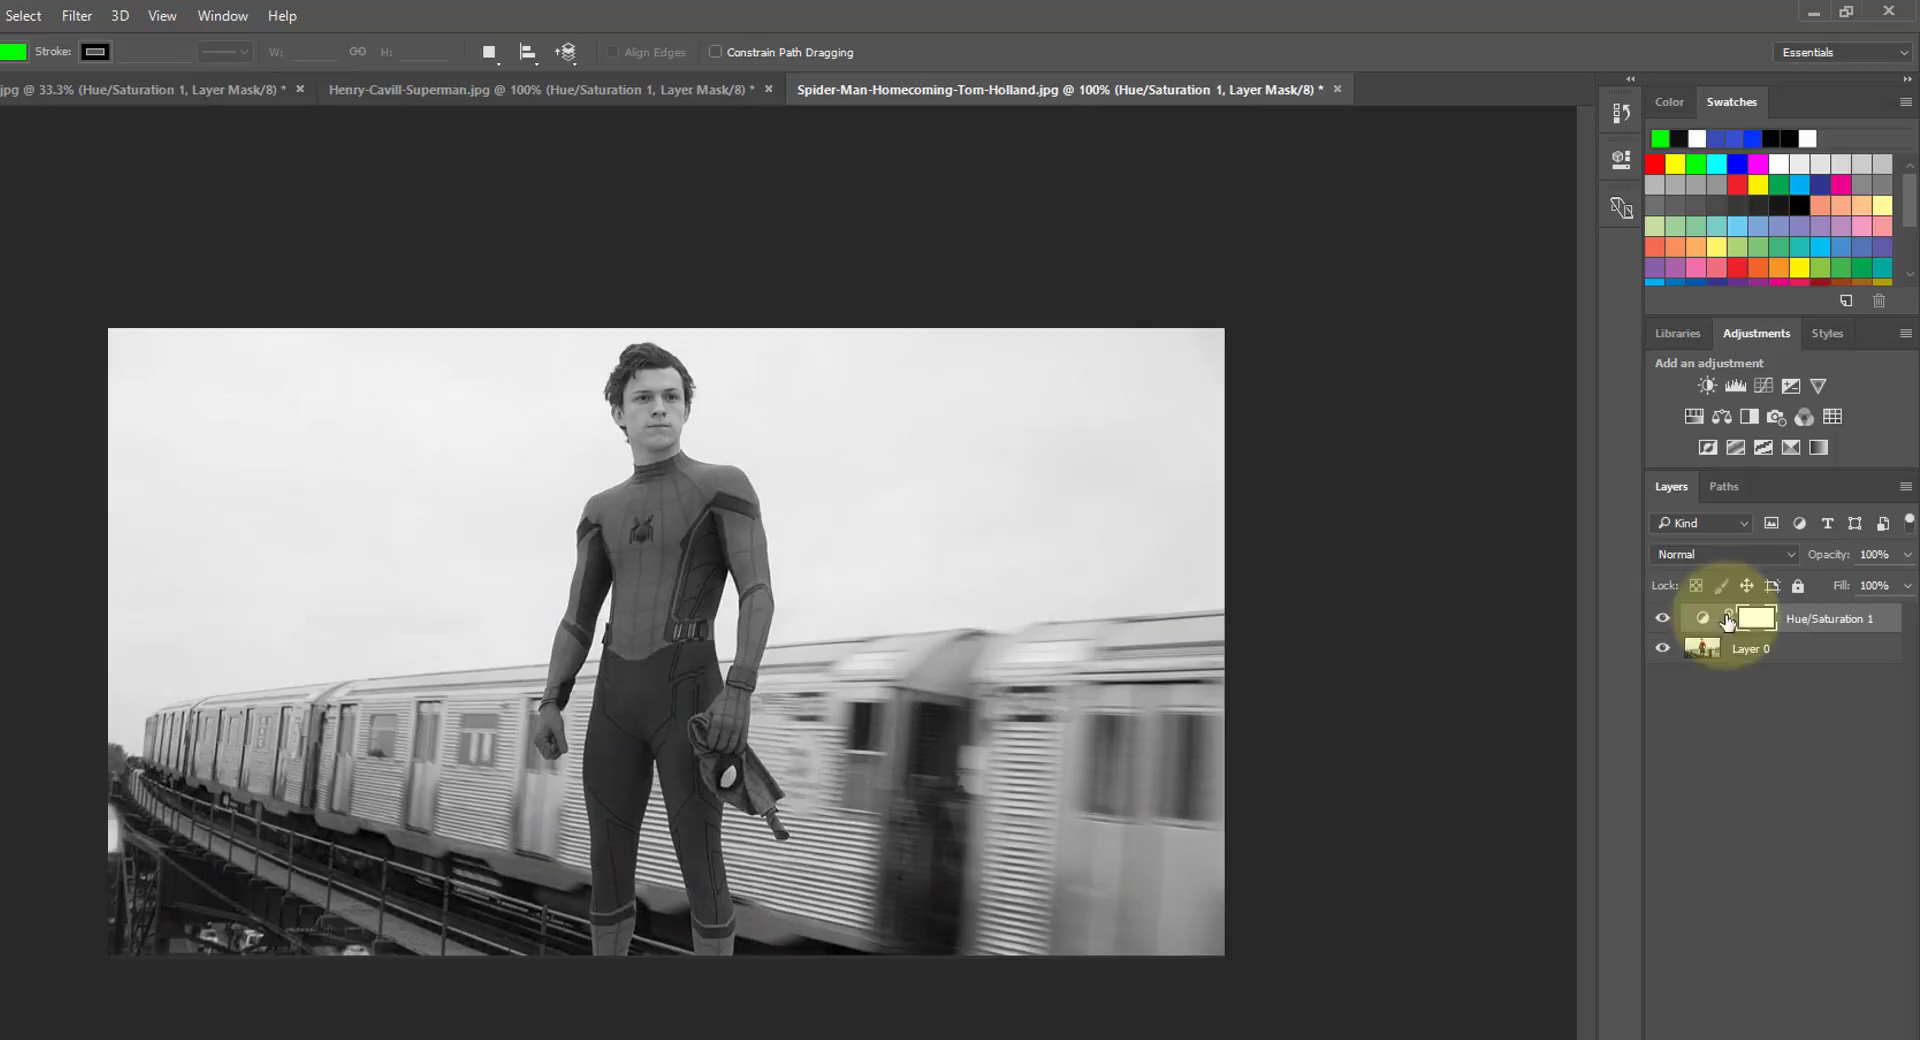 Select Filter 3D View Window Help
Stroke: W: H: Align Edges Constrain Path Dragging Essentials
jpg @ 33.3% (Hue/Saturation 1, Layer Mask/8) * Henry-Cavill-Superman.jpg @ 100% (Hue/Saturation 1, Layer Mask/8) * Spider-Man-Homecoming-Tom-Holland.jpg @ 100% (Hue/Saturation 1, Layer Mask/8) *
Color Swatches
Libraries Adjustments Styles
Add an adjustment
Layers Paths
Kind
Normal Opacity: 100%
Lock: Fill: 100%
Hue/Saturation 1
Layer 0